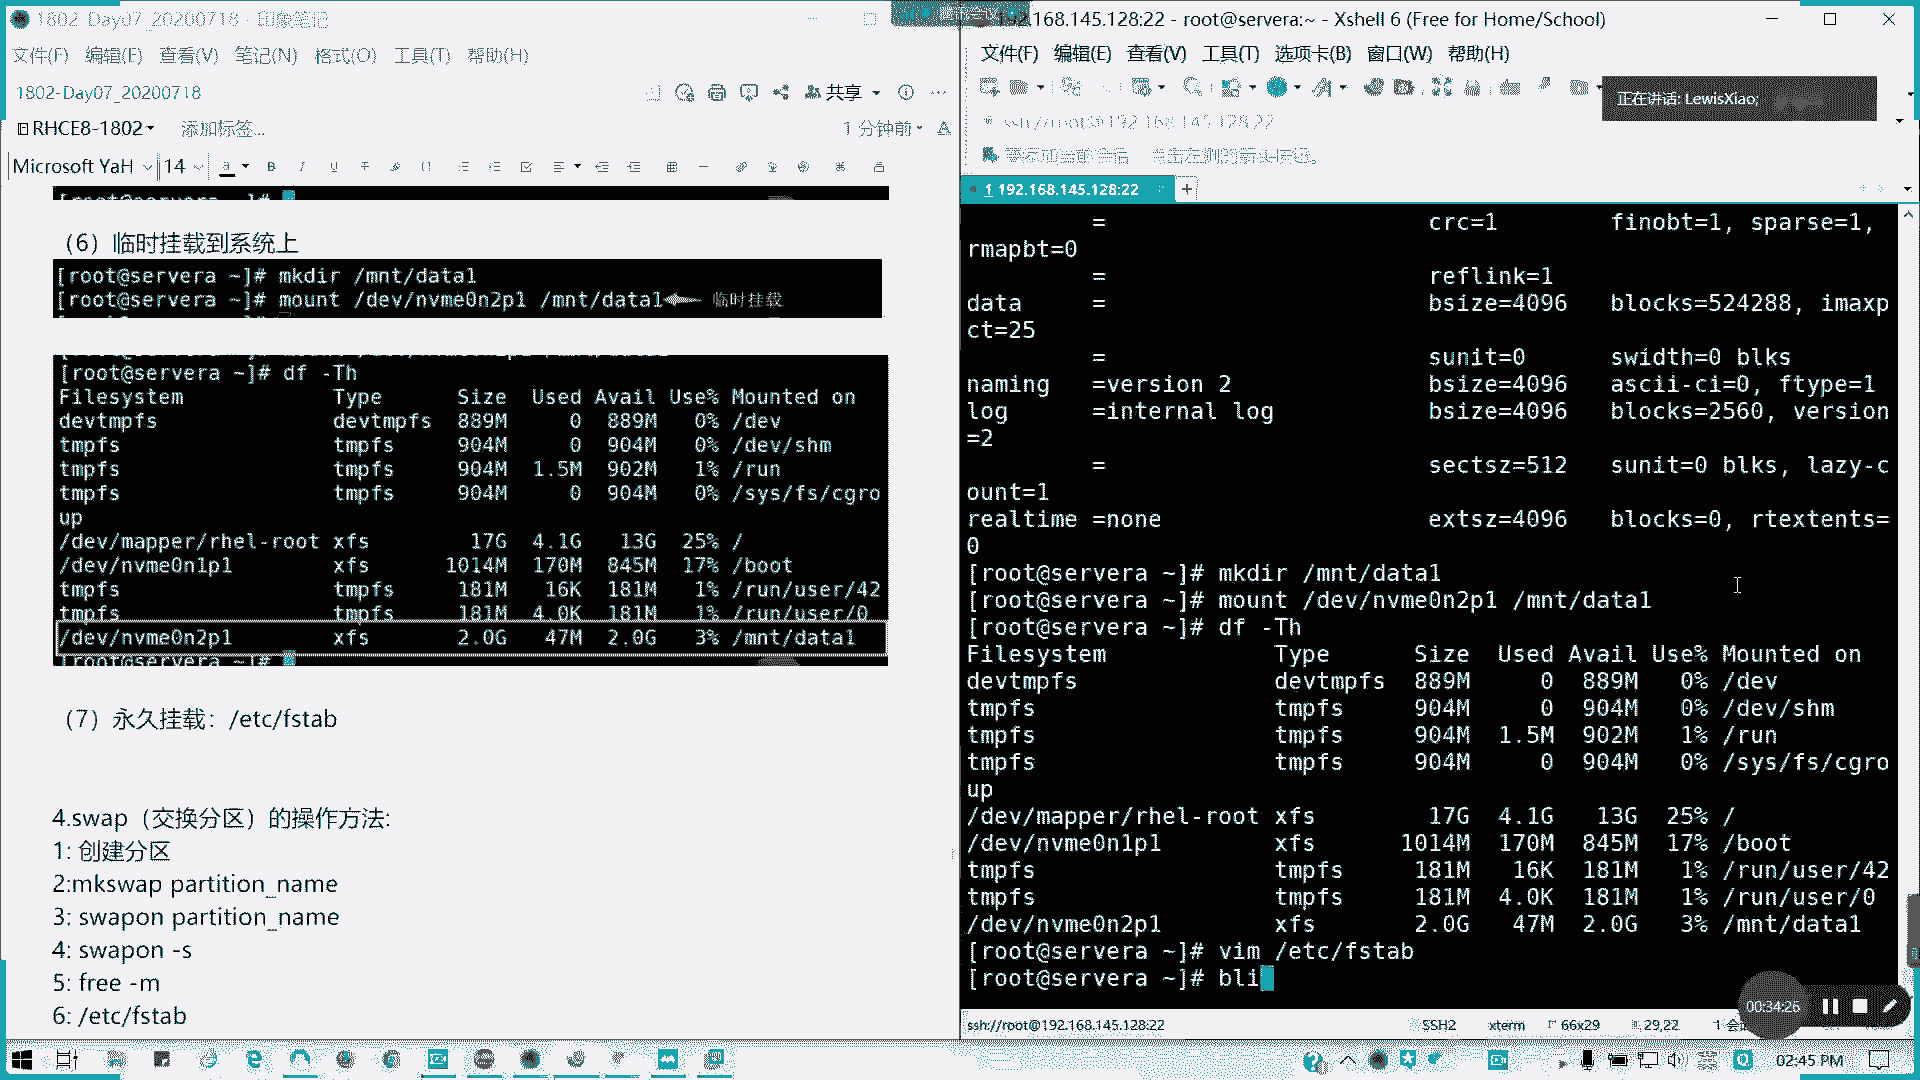 1802-Day07_20200718 - 印象笔记
文件(F) 编辑(E) 查看(V) 笔记(N) 格式(O) 工具(T) 帮助(H)
1802-Day07_20200718
共享
RHCE8-1802
添加标签...
1 分钟前
Microsoft YaH 14
（6）临时挂载到系统上
[root@servera ~]# mkdir /mnt/data1
[root@servera ~]# mount /dev/nvme0n2p1 /mnt/data1 临时挂载
[root@servera ~]# df -Th
Filesystem Type Size Used Avail Use% Mounted on
devtmpfs devtmpfs 889M 0 889M 0% /dev
tmpfs tmpfs 904M 0 904M 0% /dev/shm
tmpfs tmpfs 904M 1.5M 902M 1% /run
tmpfs tmpfs 904M 0 904M 0% /sys/fs/cgro
up
/dev/mapper/rhel-root xfs 17G 4.1G 13G 25% /
/dev/nvme0n1p1 xfs 1014M 170M 845M 17% /boot
tmpfs tmpfs 181M 16K 181M 1% /run/user/42
tmpfs tmpfs 181M 4.0K 181M 1% /run/user/0
/dev/nvme0n2p1 xfs 2.0G 47M 2.0G 3% /mnt/data1
[root@servera ~]#
（7）永久挂载：/etc/fstab
4.swap（交换分区）的操作方法:
1: 创建分区
2:mkswap partition_name
3: swapon partition_name
4: swapon -s
5: free -m
6: /etc/fstab
192.168.145.128:22 - root@servera:~ - Xshell 6 (Free for Home/School)
文件(F) 编辑(E) 查看(V) 工具(T) 选项卡(B) 窗口(W) 帮助(H)
正在讲话: LewisXiao;
ssh://root@192.168.145.128:22
1 192.168.145.128:22
= crc=1 finobt=1, sparse=1,
rmapbt=0
= reflink=1
data = bsize=4096 blocks=524288, imaxp
ct=25
= sunit=0 swidth=0 blks
naming =version 2 bsize=4096 ascii-ci=0, ftype=1
log =internal log bsize=4096 blocks=2560, version
=2
= sectsz=512 sunit=0 blks, lazy-c
ount=1
realtime =none extsz=4096 blocks=0, rtextents=
0
[root@servera ~]# mkdir /mnt/data1
[root@servera ~]# mount /dev/nvme0n2p1 /mnt/data1
[root@servera ~]# df -Th
Filesystem Type Size Used Avail Use% Mounted on
devtmpfs devtmpfs 889M 0 889M 0% /dev
tmpfs tmpfs 904M 0 904M 0% /dev/shm
tmpfs tmpfs 904M 1.5M 902M 1% /run
tmpfs tmpfs 904M 0 904M 0% /sys/fs/cgro
up
/dev/mapper/rhel-root xfs 17G 4.1G 13G 25% /
/dev/nvme0n1p1 xfs 1014M 170M 845M 17% /boot
tmpfs tmpfs 181M 16K 181M 1% /run/user/42
tmpfs tmpfs 181M 4.0K 181M 1% /run/user/0
/dev/nvme0n2p1 xfs 2.0G 47M 2.0G 3% /mnt/data1
[root@servera ~]# vim /etc/fstab
[root@servera ~]# bli
00:34:26
ssh://root@192.168.145.128:22 SSH2 xterm 66x29 29,22
02:45 PM